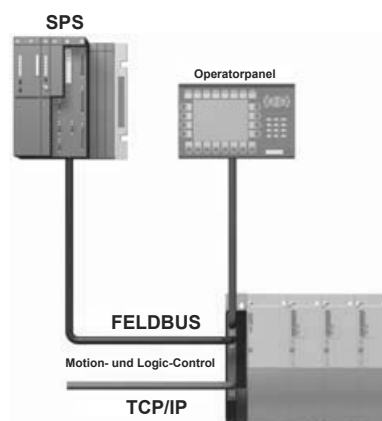 SPS
Operatorpanel
FELDBUS
Motion- und Logic-Control
TCP/IP